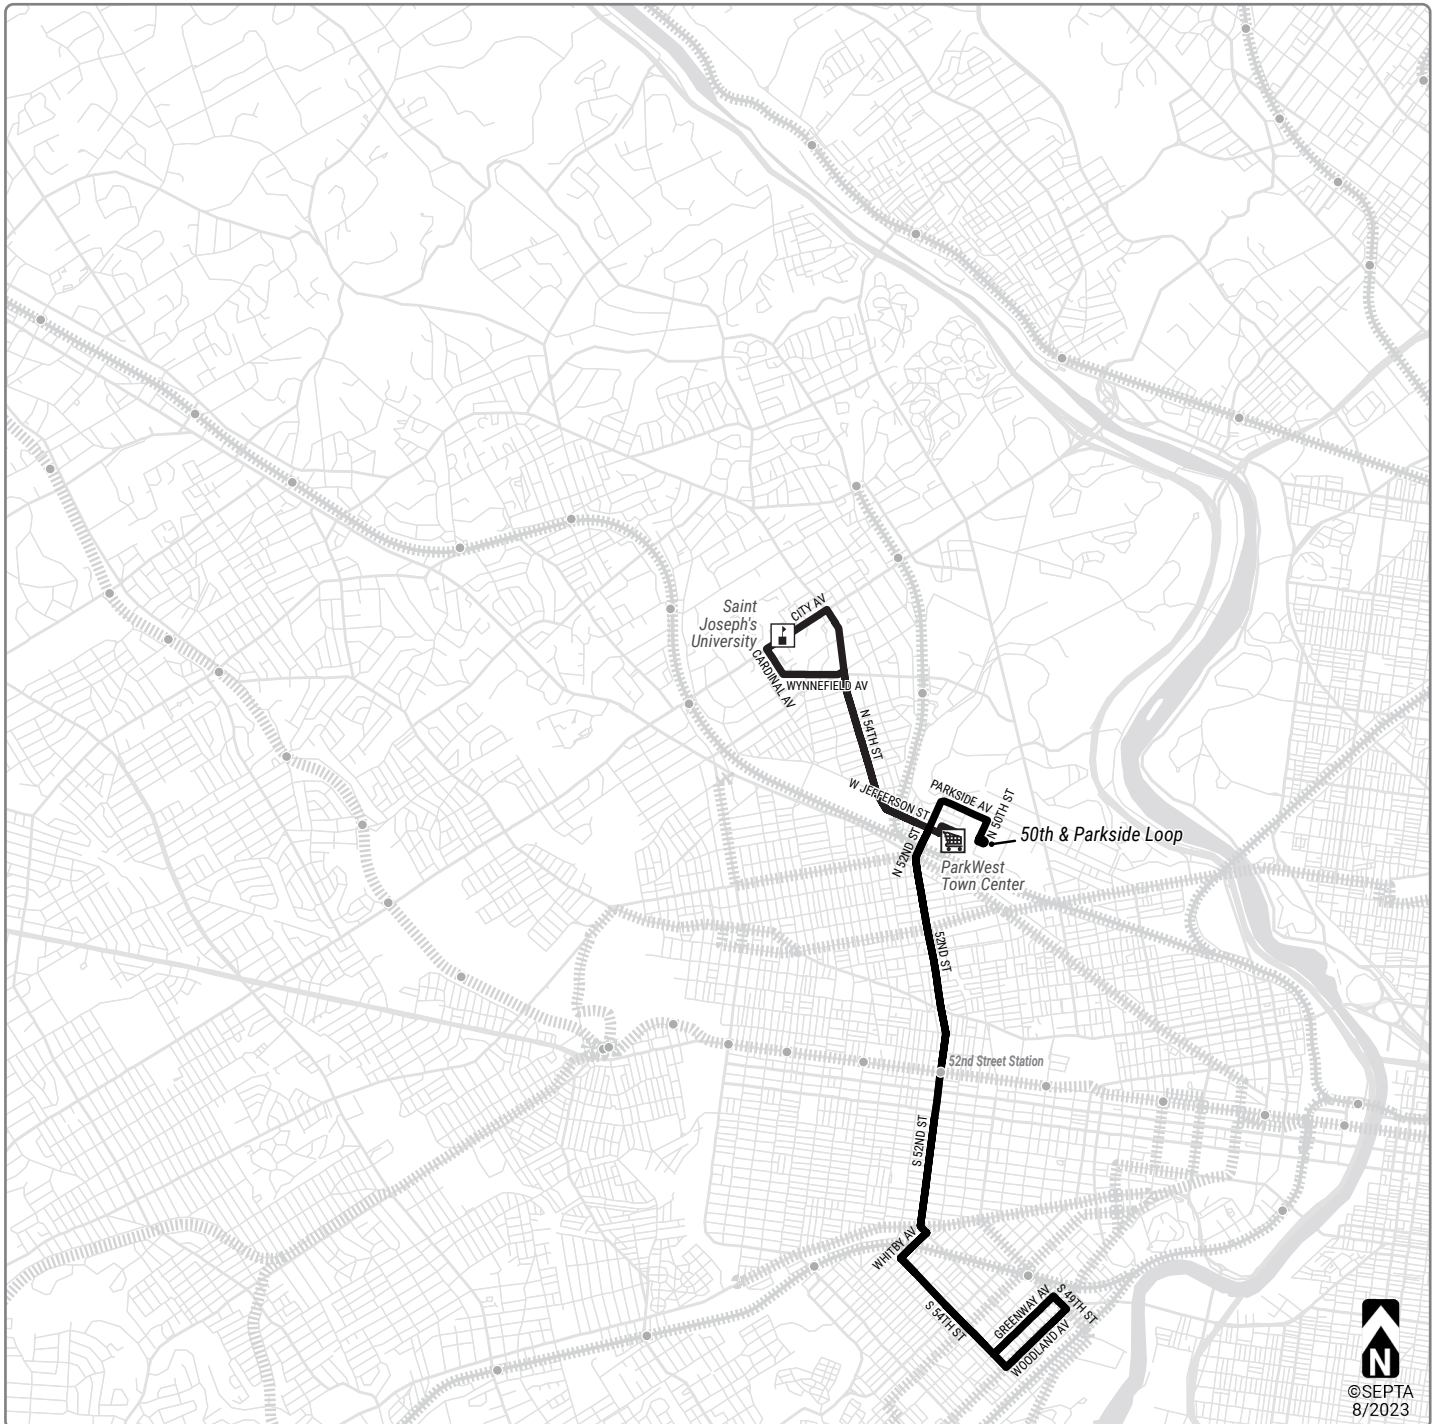 Saint
Joseph's
University
CITY AV
CARDINAL AV
WYNNEFIELD AV
N 54TH ST
W JEFFERSON ST
PARKSIDE AV
N 50TH ST
50th & Parkside Loop
N 52ND ST
ParkWest
Town Center
52ND ST
52nd Street Station
S 52ND ST
WHITBY AV
S 54TH ST
GREENWAY AV
S 49TH ST
WOODLAND AV
N
©SEPTA
8/2023